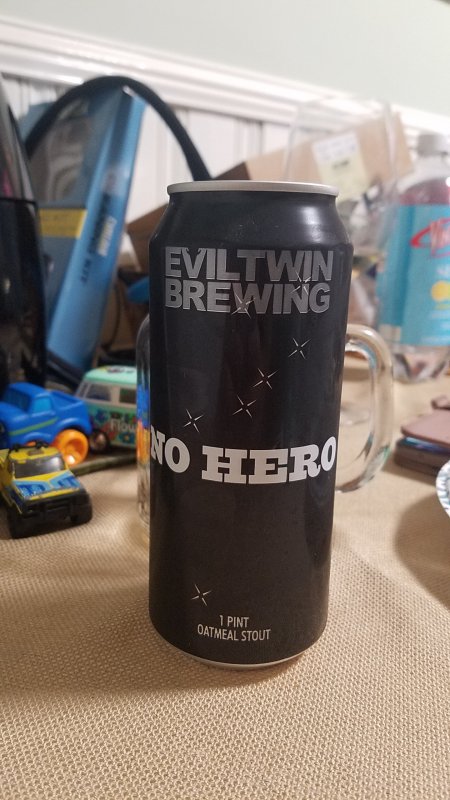 EVILTWIN
BREWING
NO HERO
1 PINT
OATMEAL STOUT